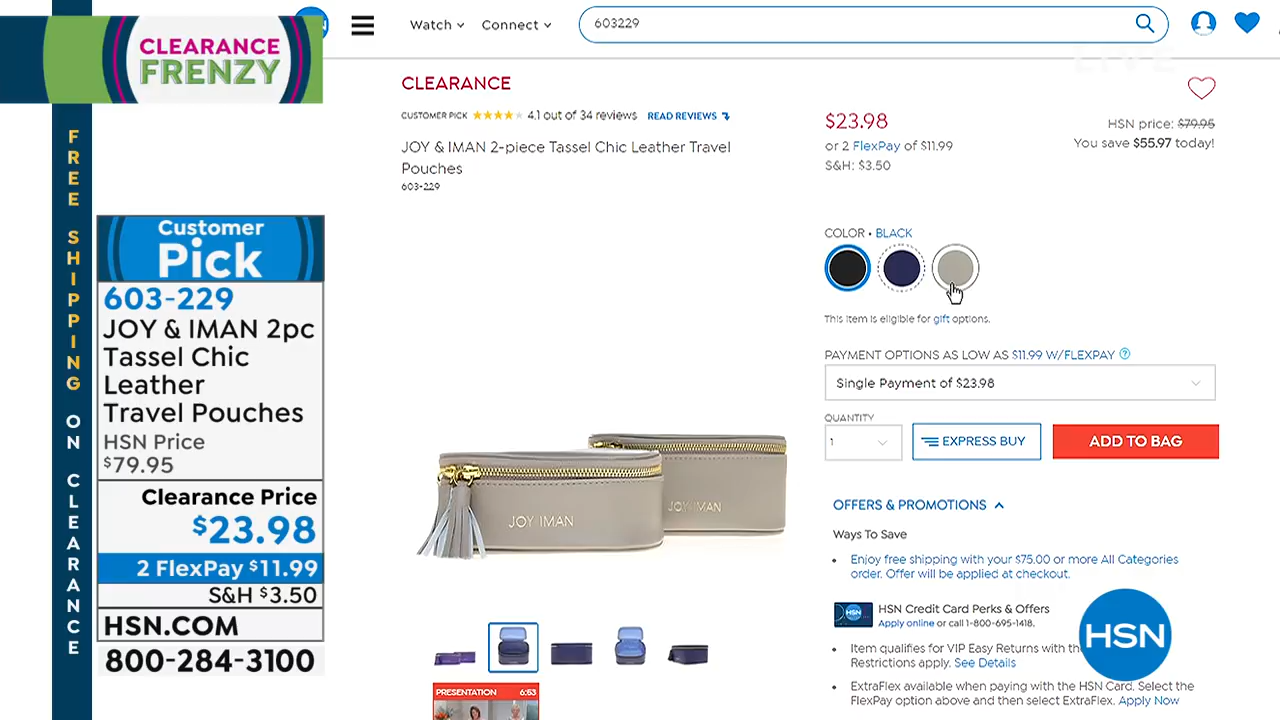 CLEARANCE
FRENZY
FREE SHIPPING ON CLEARANCE
Customer
Pick
603-229
JOY & IMAN 2pc
Tassel Chic
Leather
Travel Pouches
HSN Price
$79.95
Clearance Price
$23.98
2 FlexPay $11.99
S&H $3.50
HSN.COM
800-284-3100
Watch
Connect
603229
LIVE
CLEARANCE
CUSTOMER PICK 4.1 out of 34 reviews READ REVIEWS
JOY & IMAN 2-piece Tassel Chic Leather Travel
Pouches
603-229
$23.98
or 2 FlexPay of $11.99
S&H: $3.50
HSN price: $79.95
You save $55.97 today!
COLOR • BLACK
This item is eligible for gift options.
PAYMENT OPTIONS AS LOW AS $11.99 W/FLEXPAY ?
Single Payment of $23.98
QUANTITY
1
EXPRESS BUY
ADD TO BAG
JOY IMAN
JOY IMAN
OFFERS & PROMOTIONS
Ways To Save
• Enjoy free shipping with your $75.00 or more All Categories
order. Offer will be applied at checkout.
HSN
HSN Credit Card Perks & Offers
Apply online or call 1-800-695-1418.
• Item qualifies for VIP Easy Returns with th
Restrictions apply. See Details
• ExtraFlex available when paying with the HSN Card. Select the
FlexPay option above and then select ExtraFlex. Apply Now
HSN
PRESENTATION 6:53